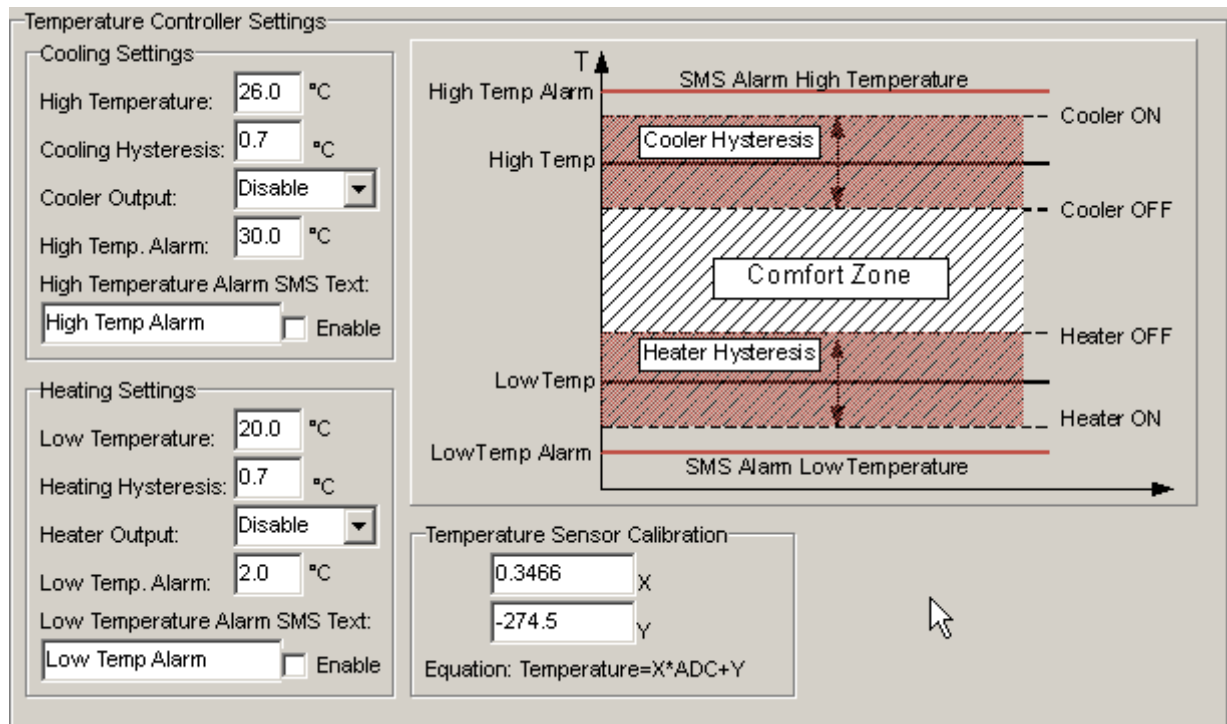 Temperature Controller Settings
Cooling Settings
High Temperature: 26.0 °C
Cooling Hysteresis: 0.7 °C
Cooler Output: Disable
High Temp. Alarm: 30.0 °C
High Temperature Alarm SMS Text:
High Temp Alarm Enable
Heating Settings
Low Temperature: 20.0 °C
Heating Hysteresis: 0.7 °C
Heater Output: Disable
Low Temp. Alarm: 2.0 °C
Low Temperature Alarm SMS Text:
Low Temp Alarm Enable
T
High Temp Alarm SMS Alarm High Temperature
Cooler ON
Cooler Hysteresis
High Temp
Cooler OFF
Comfort Zone
Heater OFF
Heater Hysteresis
Low Temp
Heater ON
Low Temp Alarm
SMS Alarm Low Temperature
Temperature Sensor Calibration
0.3466 X
-274.5 Y
Equation: Temperature=X*ADC+Y